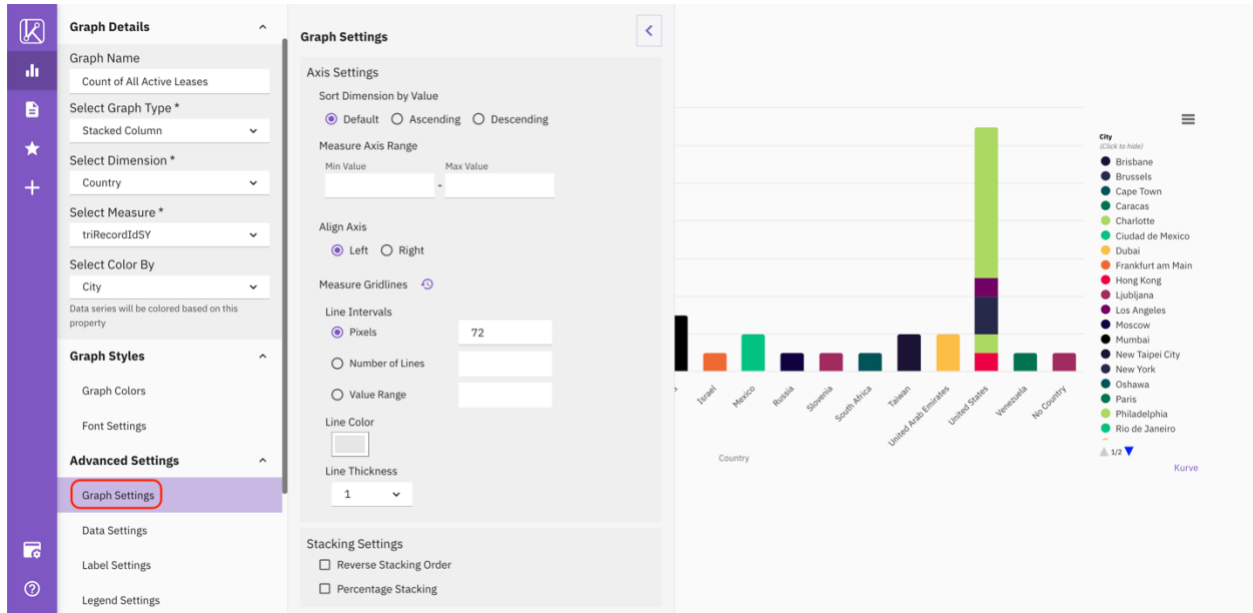 Graph Details
Graph Name
Count of All Active Leases
Select Graph Type *
Stacked Column
Select Dimension *
Country
Select Measure *
triRecordIdSY
Select Color By
City
Data series will be colored based on this
property
Graph Styles
Graph Colors
Font Settings
Advanced Settings
Graph Settings
Data Settings
Label Settings
Legend Settings
Graph Settings
Axis Settings
Sort Dimension by Value
Default Ascending Descending
Measure Axis Range
Min Value Max Value
-
Align Axis
Left Right
Measure Gridlines
Line Intervals
Pixels 72
Number of Lines
Value Range
Line Color
Line Thickness
1
Stacking Settings
Reverse Stacking Order
Percentage Stacking
Israel
Mexico
Russia
Slovenia
South Africa
Taiwan
United Arab Emirates
United States
Venezuela
No Country
Country
City
(Click to hide)
Brisbane
Brussels
Cape Town
Caracas
Charlotte
Ciudad de Mexico
Dubai
Frankfurt am Main
Hong Kong
Ljubljana
Los Angeles
Moscow
Mumbai
New Taipei City
New York
Oshawa
Paris
Philadelphia
Rio de Janeiro
1/2
Kurve